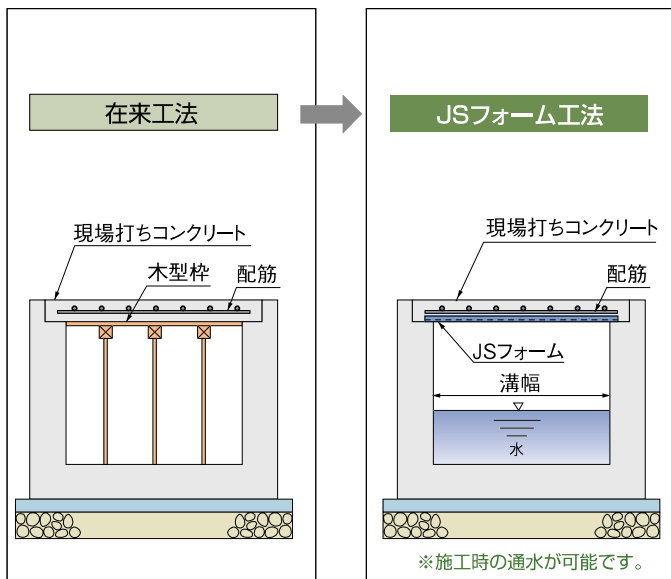 在来工法
現場打ちコンクリート
木型枠
配筋
JSフォーム工法
現場打ちコンクリート
配筋
JSフォーム
溝幅
水
※施工時の通水が可能です。